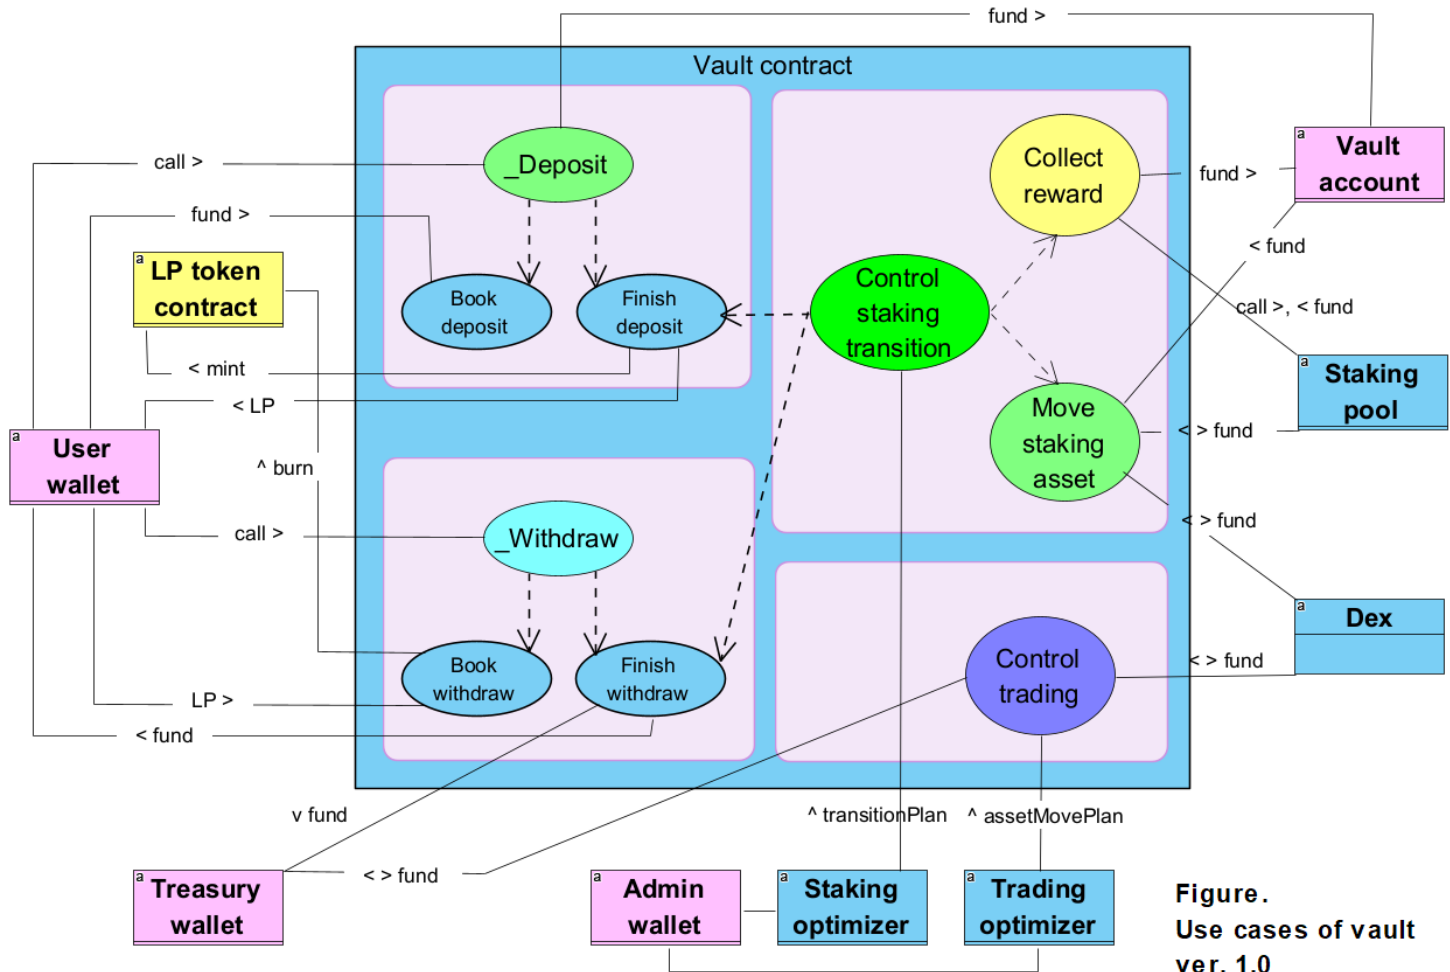 fund >
Vault contract
a
Vault
account
call >
_Deposit
Collect
reward
fund >
fund >
< fund
a
LP token
contract
Book
deposit
Finish
deposit
Control
staking
transition
call >, < fund
< mint
< LP
a
Staking
pool
Move
staking
asset
< > fund
a
User
wallet
^ burn
< > fund
call >
_Withdraw
a
Dex
Book
withdraw
Finish
withdraw
Control
trading
< > fund
LP >
< fund
v fund
^ transitionPlan
^ assetMovePlan
< > fund
a
Treasury
wallet
a
Admin
wallet
a
Staking
optimizer
a
Trading
optimizer
Figure.
Use cases of vault
ver. 1.0